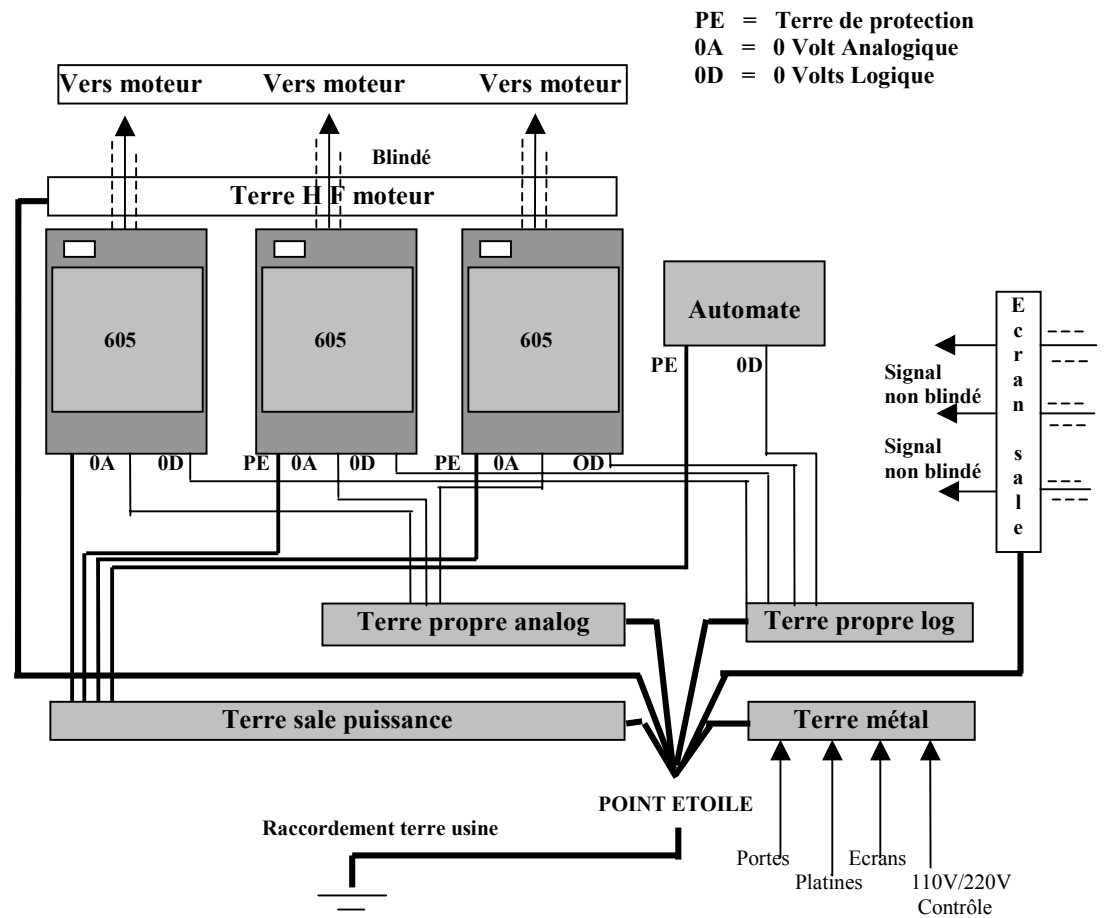 PE = Terre de protection
0A = 0 Volt Analogique
0D = 0 Volts Logique
Vers moteur Vers moteur Vers moteur
Blindé
Terre H F moteur
605 605 605
Automate
PE 0D
Ecran sale
Signal
non blindé
Signal
non blindé
0A 0D PE 0A 0D PE 0A OD
Terre propre analog
Terre propre log
Terre sale puissance
Terre métal
POINT ETOILE
Raccordement terre usine
Portes
Platines
Ecrans
110V/220V
Contrôle